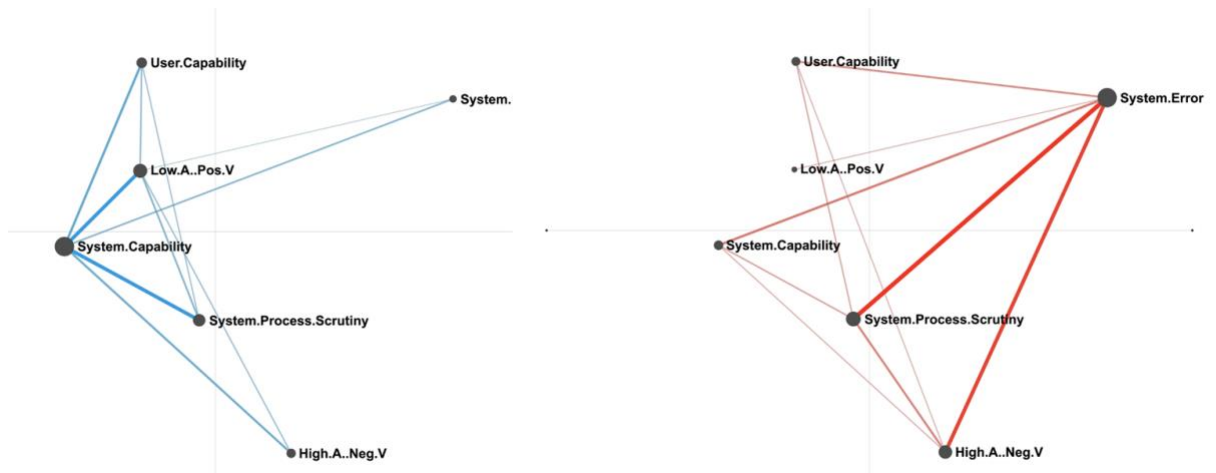 User.Capability
System.
Low.A..Pos.V
System.Capability
System.Process.Scrutiny
High.A..Neg.V
User.Capability
System.Error
Low.A..Pos.V
System.Capability
System.Process.Scrutiny
High.A..Neg.V